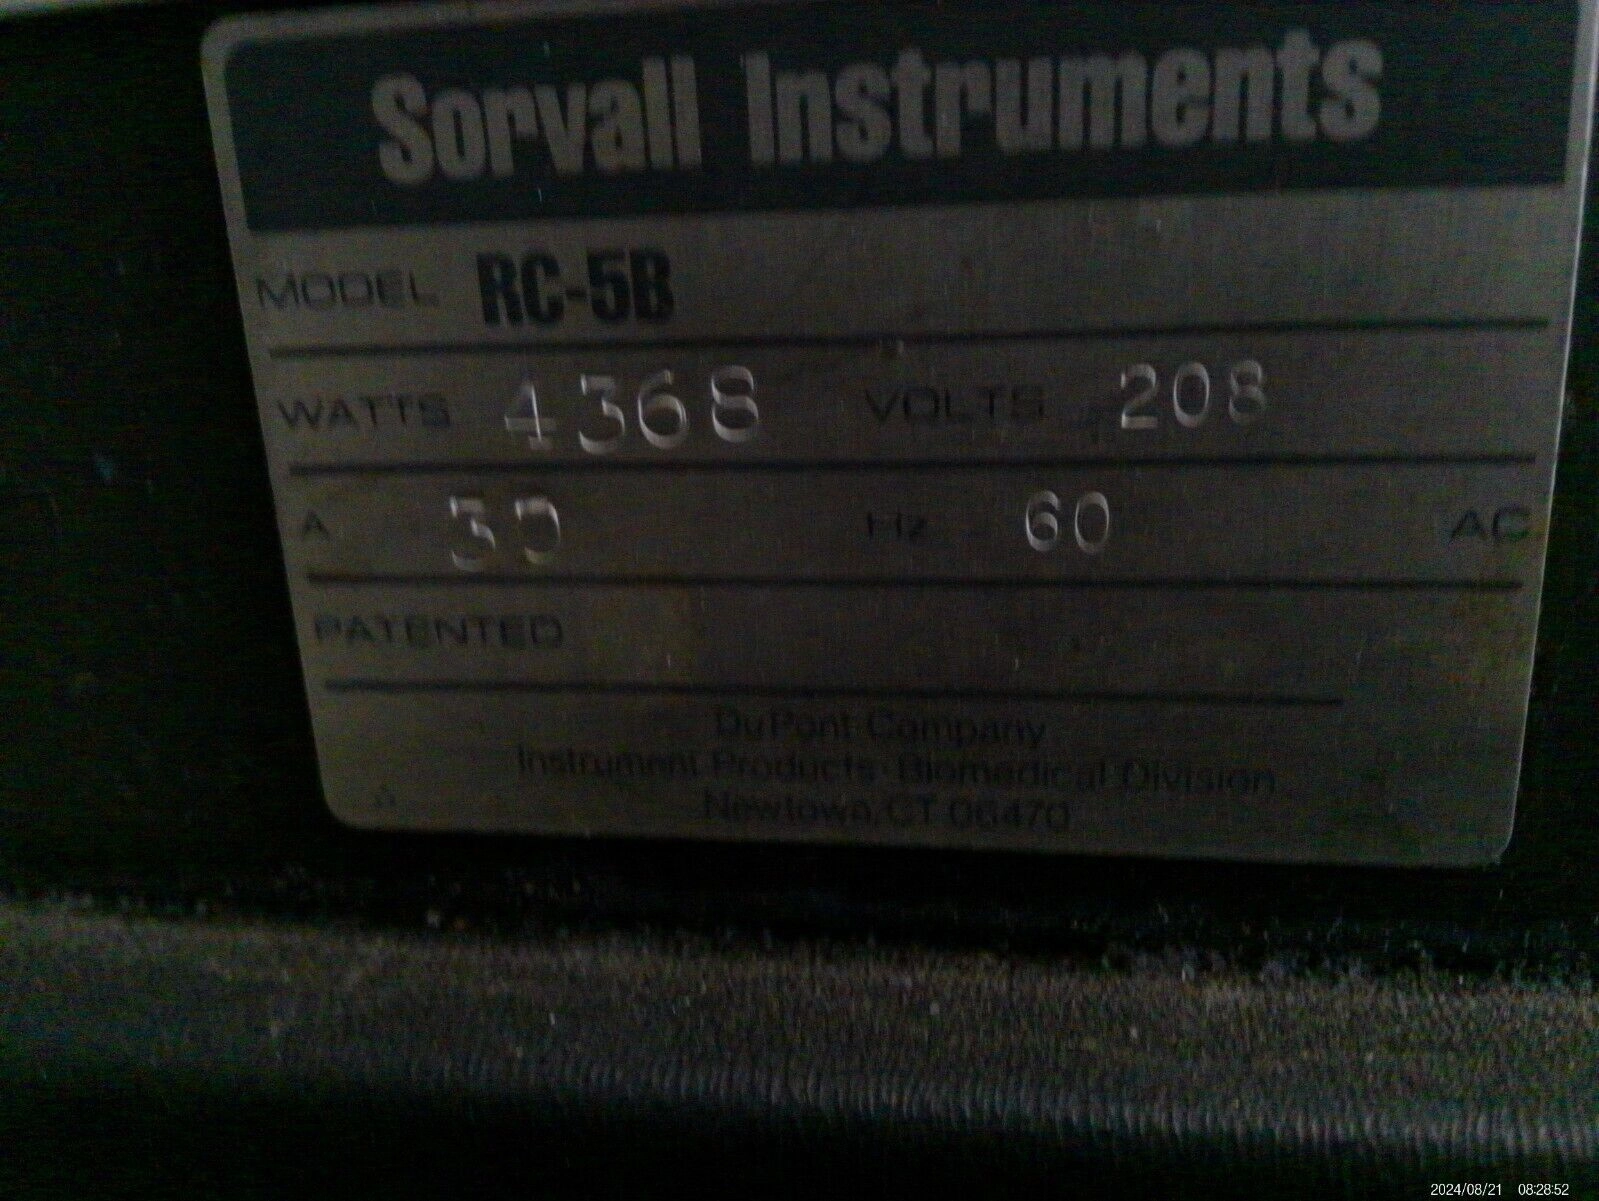 Sorvall Instruments
MODEL RC-5B
WATTS 4368 VOLTS 208
A 30 Hz 60 AC
PATENTED
DuPont Company
Instrument Products Biomedical Division
Newtown, CT 06470
2024/08/21 08:28:52